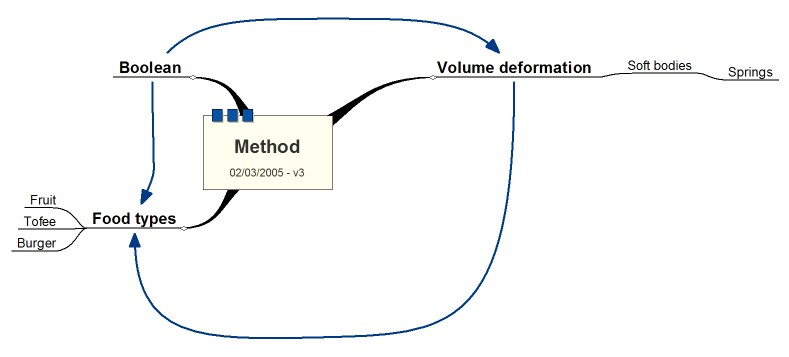 Boolean
Volume deformation
Soft bodies
Springs
Method
02/03/2005 - v3
Fruit
Tofee
Burger
Food types